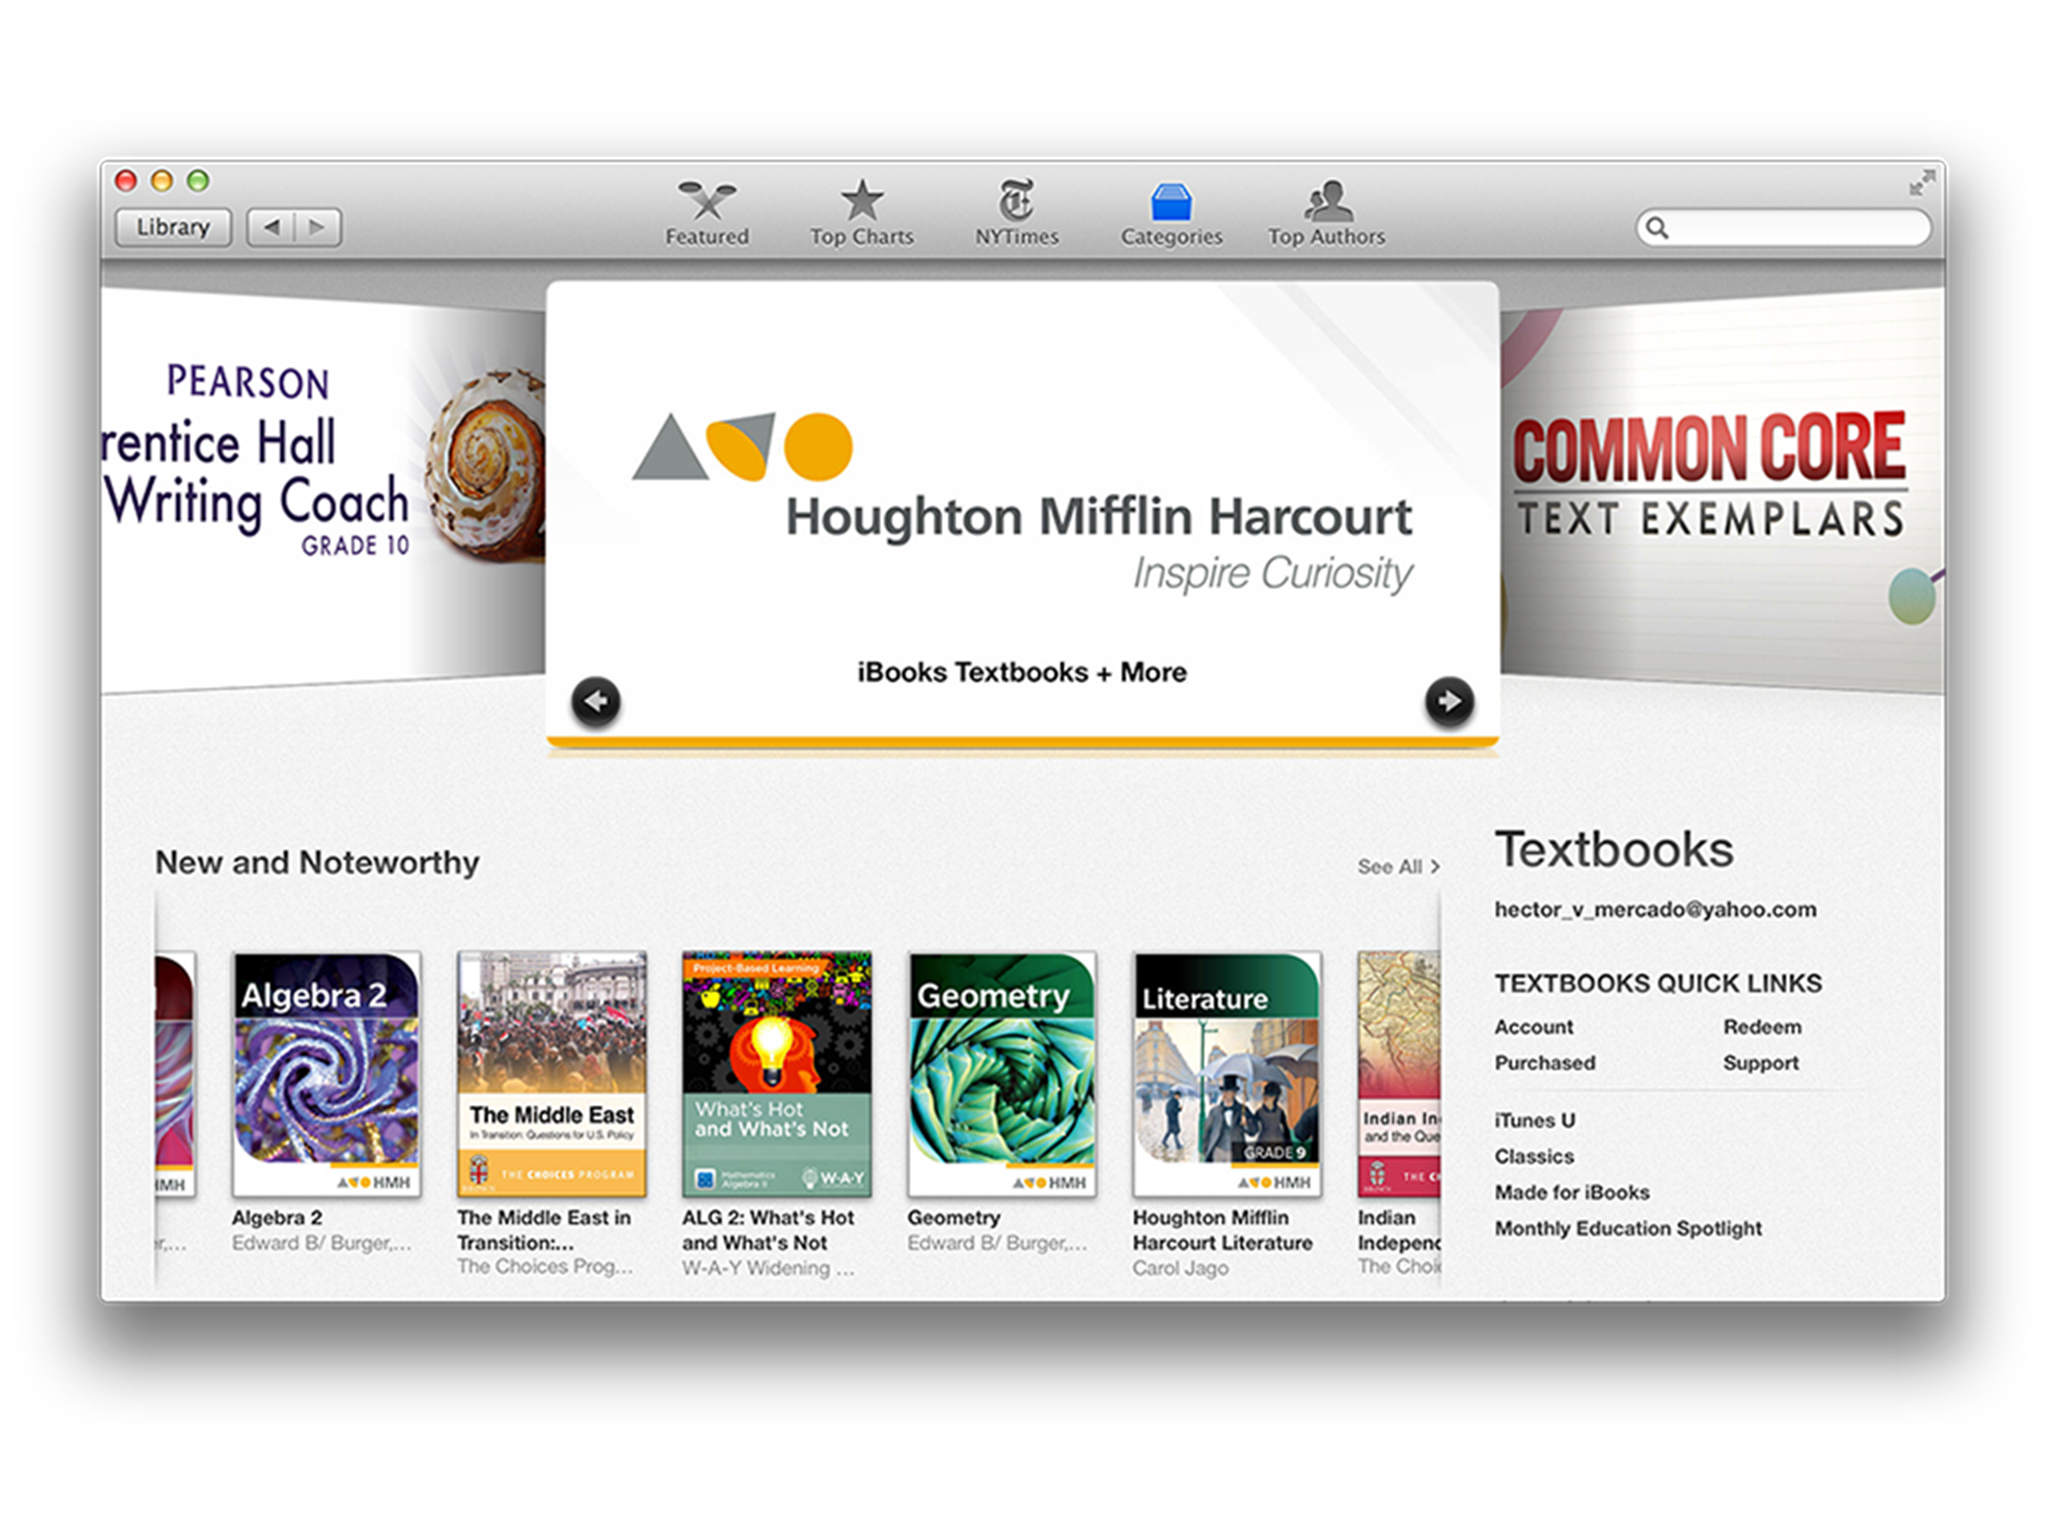 Library
Featured
Top Charts
NYTimes
Categories
Top Authors
PEARSON
rentice Hall
Writing Coach
GRADE 10
Houghton Mifflin Harcourt
Inspire Curiosity
iBooks Textbooks + More
COMMON CORE
TEXT EXEMPLARS
New and Noteworthy
See All >
HMH
r,...
Algebra 2
HMH
Algebra 2
Edward B/ Burger,...
The Middle East
In Transition: Questions for U.S. Policy
THE CHOICES PROGRAM
The Middle East in
Transition:...
The Choices Prog...
Project-Based Learning
What's Hot
and What's Not
Mathematics
Algebra II
W-A-Y
ALG 2: What's Hot
and What's Not
W-A-Y Widening ...
Geometry
HMH
Geometry
Edward B/ Burger,...
Literature
GRADE 9
HMH
Houghton Mifflin
Harcourt Literature
Carol Jago
Indian In
and the Que
THE C
Indian
Independ
The Choi
Textbooks
hector_v_mercado@yahoo.com
TEXTBOOKS QUICK LINKS
Account
Redeem
Purchased
Support
iTunes U
Classics
Made for iBooks
Monthly Education Spotlight